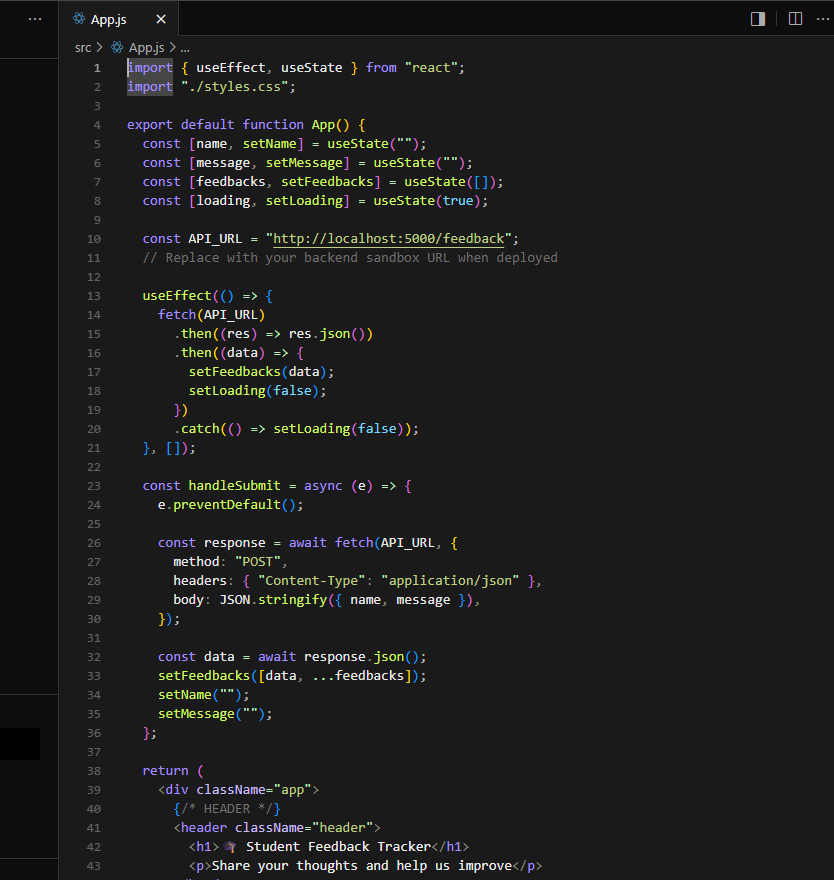 ... App.js ✕ ...
src > App.js > ...
1 import { useEffect, useState } from "react";
2 import "./styles.css";
3
4 export default function App() {
5   const [name, setName] = useState("");
6   const [message, setMessage] = useState("");
7   const [feedbacks, setFeedbacks] = useState([]);
8   const [loading, setLoading] = useState(true);
9
10   const API_URL = "http://localhost:5000/feedback";
11   // Replace with your backend sandbox URL when deployed
12
13   useEffect(() => {
14     fetch(API_URL)
15       .then((res) => res.json())
16       .then((data) => {
17         setFeedbacks(data);
18         setLoading(false);
19       })
20       .catch(() => setLoading(false));
21   }, []);
22
23   const handleSubmit = async (e) => {
24     e.preventDefault();
25
26     const response = await fetch(API_URL, {
27       method: "POST",
28       headers: { "Content-Type": "application/json" },
29       body: JSON.stringify({ name, message }),
30     });
31
32     const data = await response.json();
33     setFeedbacks([data, ...feedbacks]);
34     setName("");
35     setMessage("");
36   };
37
38   return (
39     <div className="app">
40       {/* HEADER */}
41       <header className="header">
42         <h1>🎓 Student Feedback Tracker</h1>
43         <p>Share your thoughts and help us improve</p>